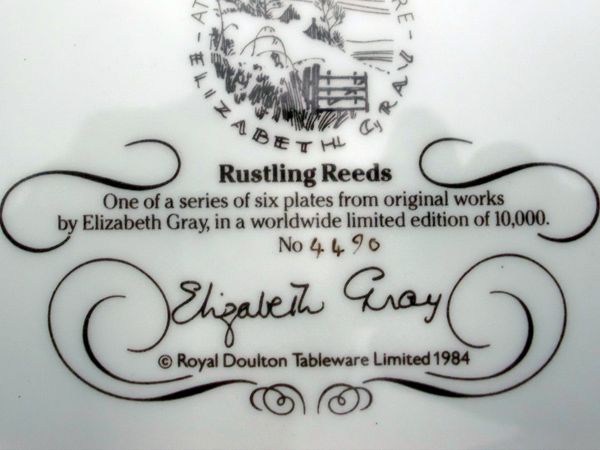 ELIZABETH GRAY
Rustling Reeds
One of a series of six plates from original works
by Elizabeth Gray, in a worldwide limited edition of 10,000.
No 4490
Elizabeth Gray
© Royal Doulton Tableware Limited 1984